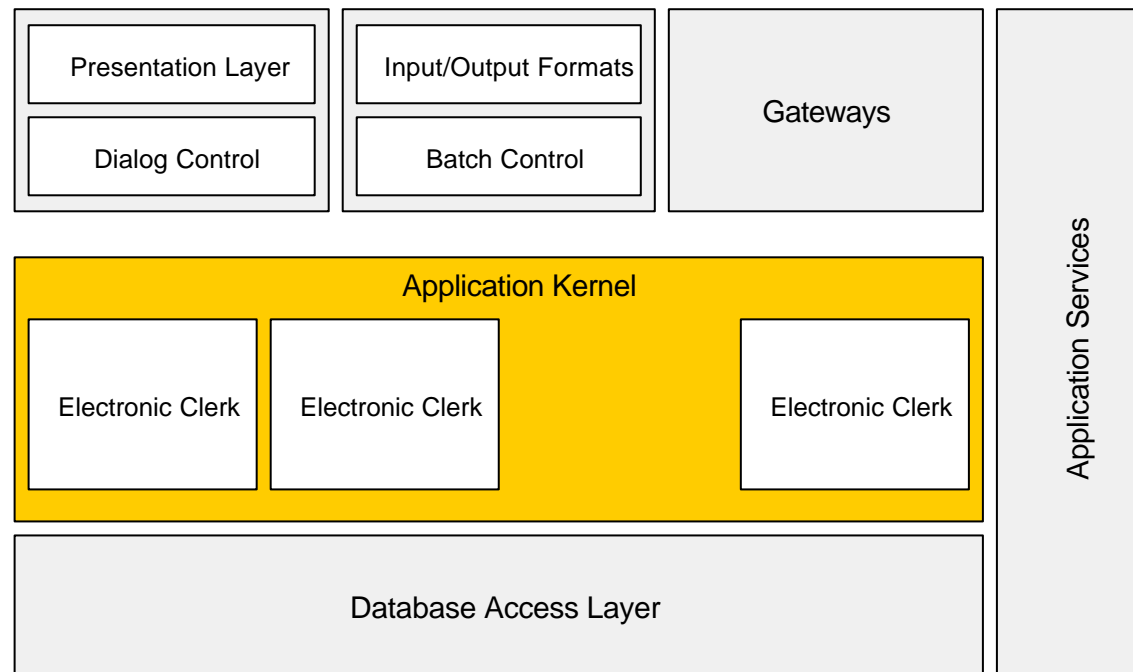 Presentation Layer
Dialog Control
Input/Output Formats
Batch Control
Gateways
Application Services
Application Kernel
Electronic Clerk
Electronic Clerk
Electronic Clerk
Database Access Layer